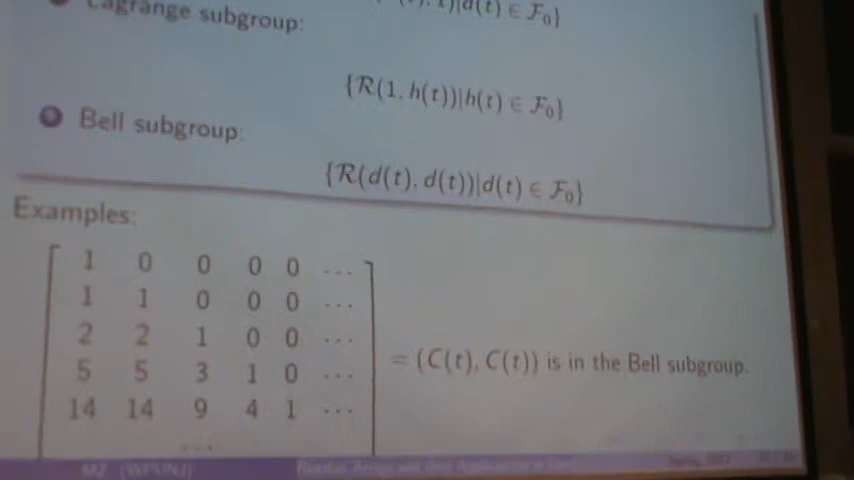 Lagrange subgroup:
{R(1, h(t))|h(t) ∈ F₀}
Bell subgroup:
{R(d(t), d(t))|d(t) ∈ F₀}
Examples:
1 0 0 0 0 ...
1 1 0 0 0 ...
2 2 1 0 0 ...
5 5 3 1 0 ...
14 14 9 4 1 ...
...
= (C(t), C(t)) is in the Bell subgroup.